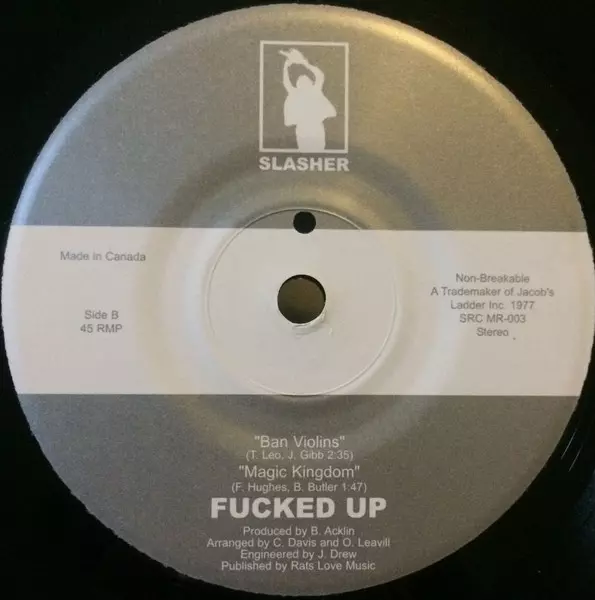 SLASHER
Made in Canada
Side B
45 RMP
Non-Breakable
A Trademaker of Jacob's
Ladder Inc. 1977
SRC MR-003
Stereo
"Ban Violins"
(T. Leo, J. Gibb 2:35)
"Magic Kingdom"
(F. Hughes, B. Butler 1:47)
FUCKED UP
Produced by B. Acklin
Arranged by C. Davis and O. Leavill
Engineered by J. Drew
Published by Rats Love Music